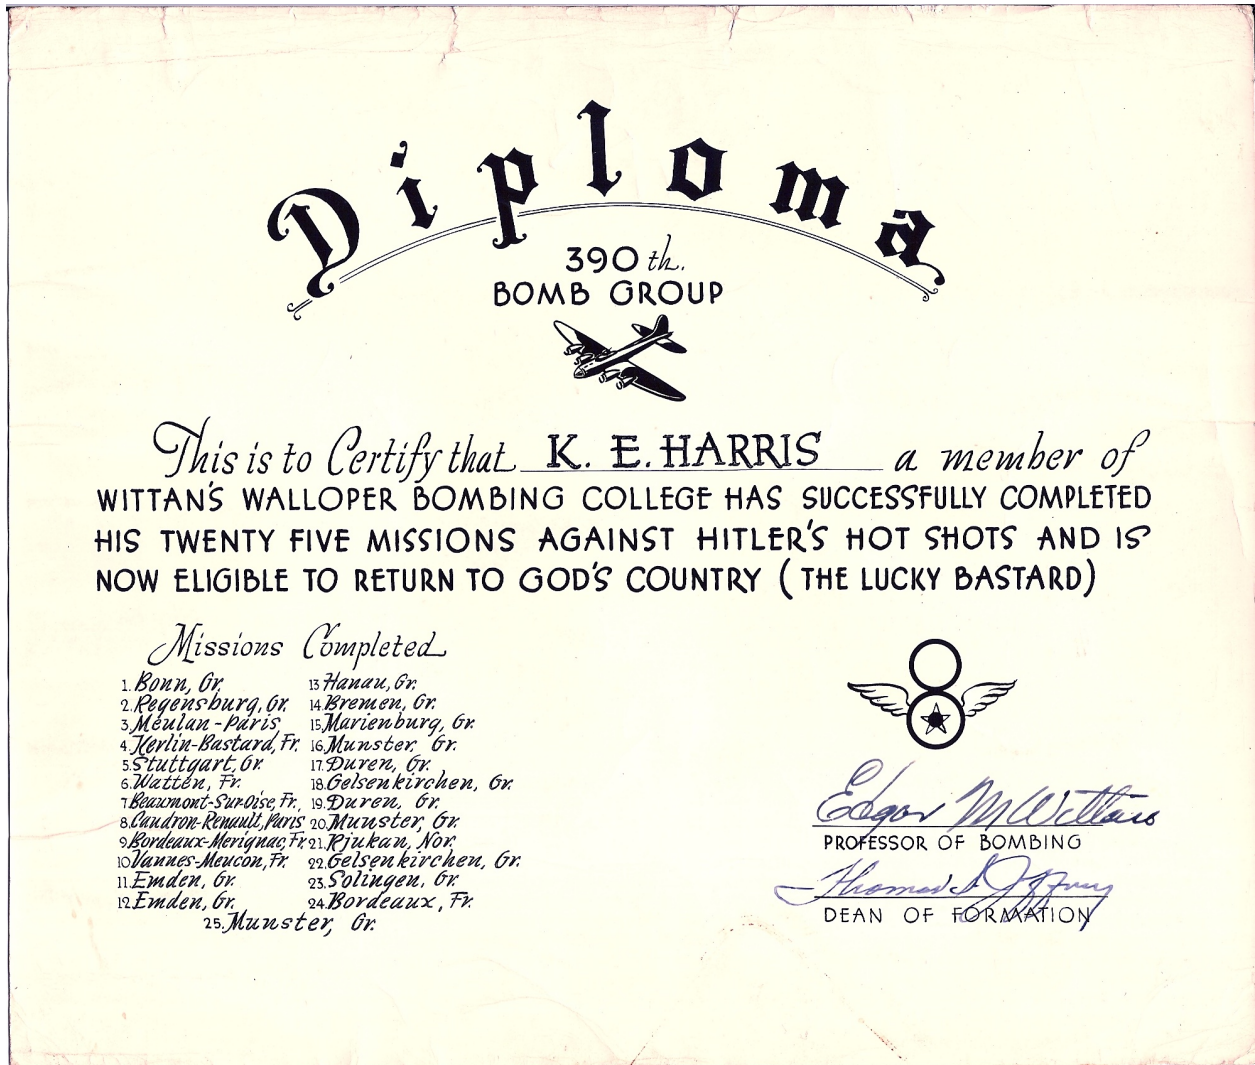 Diploma
390th.
BOMB GROUP
This is to Certify that K. E. HARRIS a member of
WITTAN'S WALLOPER BOMBING COLLEGE HAS SUCCESSFULLY COMPLETED
HIS TWENTY FIVE MISSIONS AGAINST HITLER'S HOT SHOTS AND IS
NOW ELIGIBLE TO RETURN TO GOD'S COUNTRY (THE LUCKY BASTARD)
Missions Completed
1. Bonn, Gr.
2. Regensburg, Gr.
3. Meulan-Paris
4. Kerlin-Bastard, Fr.
5. Stuttgart, Gr.
6. Watten, Fr.
7. Beaumont-Sur-Oise, Fr.
8. Caudron-Renault, Paris
9. Bordeaux-Merignac, Fr.
10. Vannes-Meucon, Fr.
11. Emden, Gr.
12. Emden, Gr.
13 Hanau, Gr.
14. Bremen, Gr.
15. Marienburg, Gr.
16. Munster, Gr.
17. Duren, Gr.
18. Gelsenkirchen, Gr.
19. Duren, Gr.
20. Munster, Gr.
21. Rjukan, Nor.
22. Gelsenkirchen, Gr.
23. Solingen, Gr.
24. Bordeaux, Fr.
25. Munster, Gr.
8
Edgar M Wittan
PROFESSOR OF BOMBING
Thomas S Jeffrey
DEAN OF FORMATION